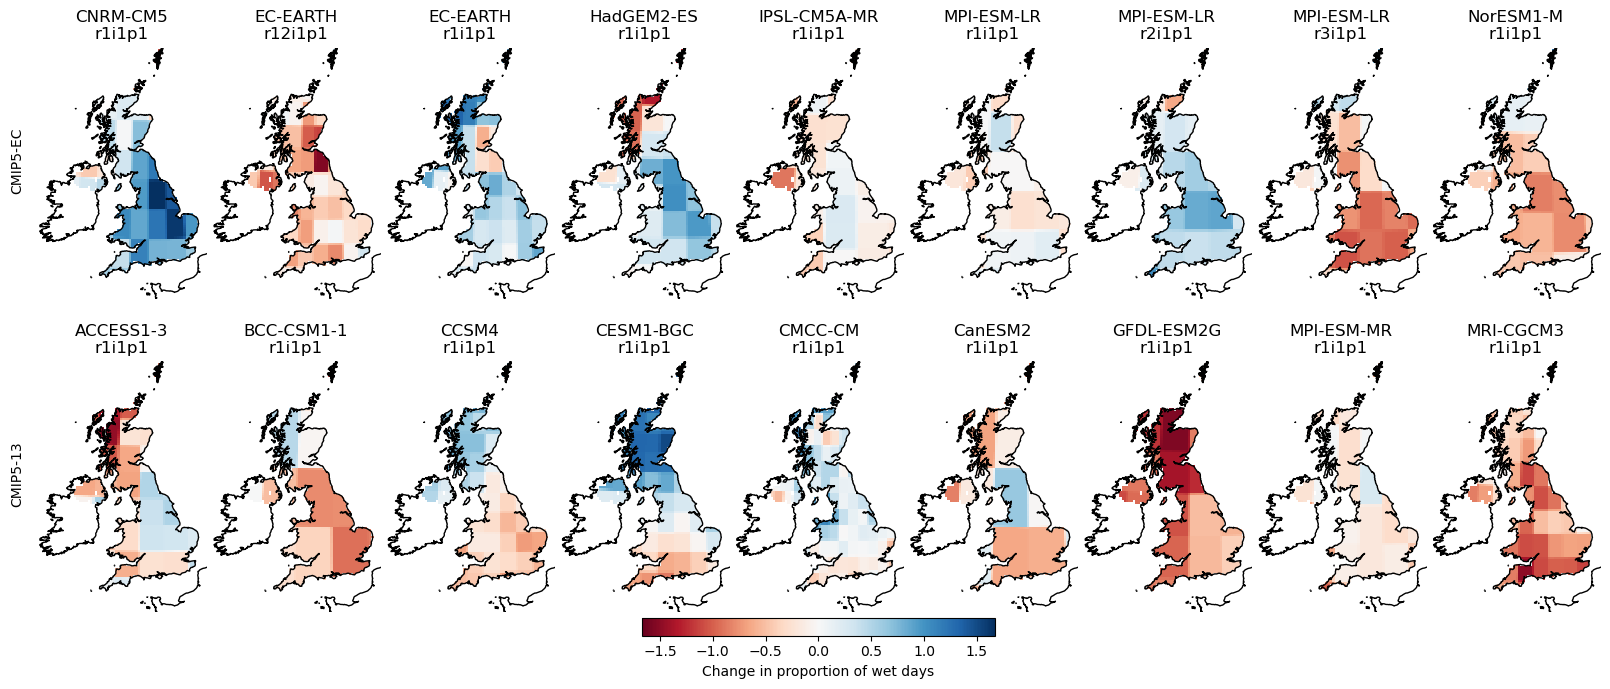 CNRM-CM5 EC-EARTH EC-EARTH HadGEM2-ES IPSL-CM5A-MR MPI-ESM-LR MPI-ESM-LR MPI-ESM-LR NorESM1-M
r1i1p1 r12i1p1 r1i1p1 r1i1p1 r1i1p1 r1i1p1 r2i1p1 r3i1p1 r1i1p1
CMIP5-EC
ACCESS1-3 BCC-CSM1-1 CCSM4 CESM1-BGC CMCC-CM CanESM2 GFDL-ESM2G MPI-ESM-MR MRI-CGCM3
r1i1p1 r1i1p1 r1i1p1 r1i1p1 r1i1p1 r1i1p1 r1i1p1 r1i1p1 r1i1p1
CMIP5-13
−1.5 −1.0 −0.5 0.0 0.5 1.0 1.5
Change in proportion of wet days